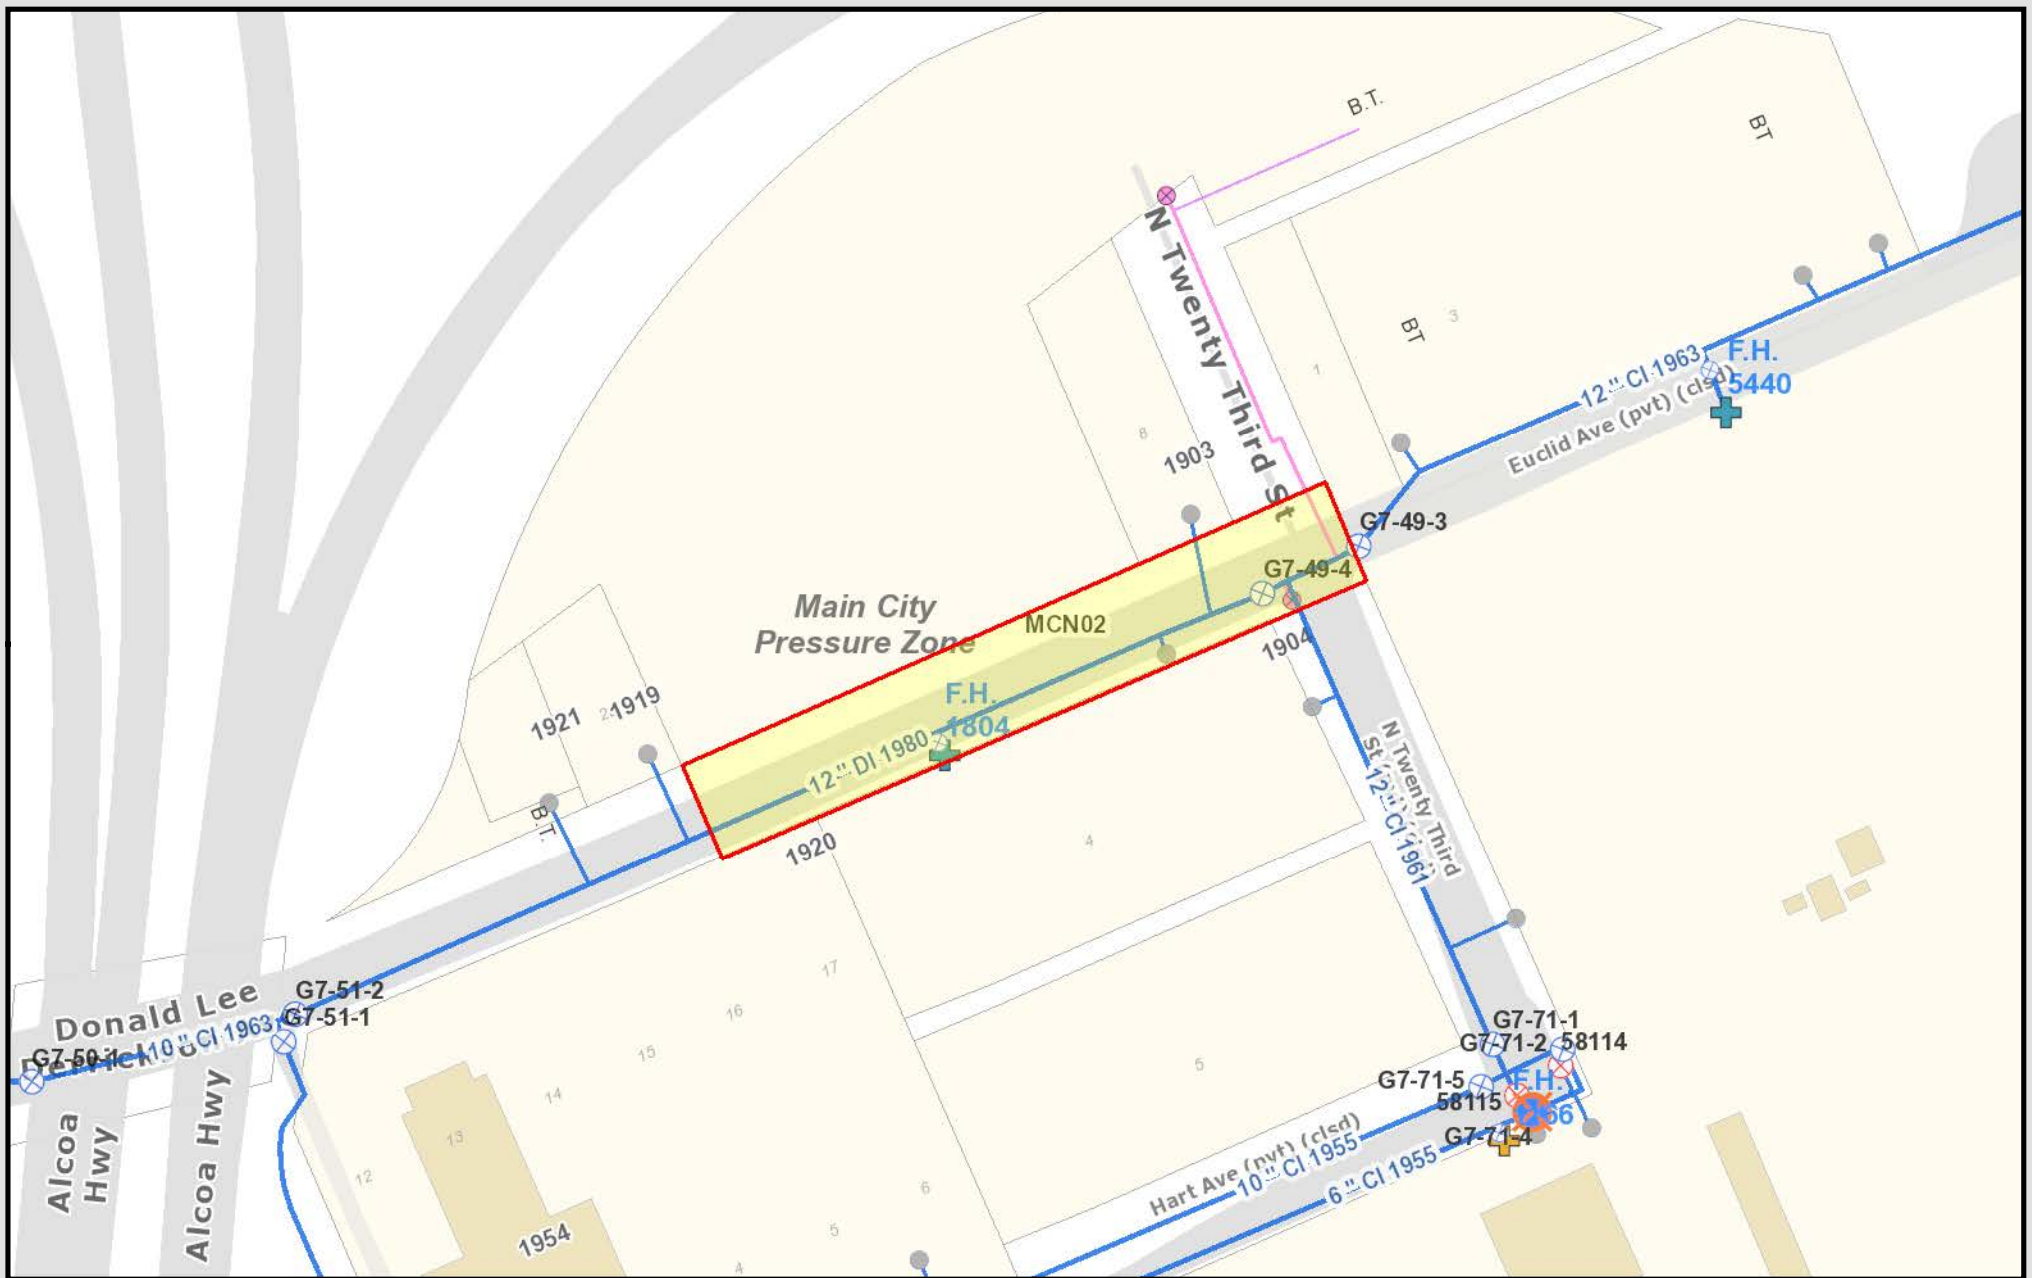 B.T.
BT
N Twenty Third St
3
BT
1
8
1903
12 " CI 1963
F.H.
5440
Euclid Ave (pvt) (clsd)
G7-49-3
G7-49-4
Main City
Pressure Zone
MCN02
1904
F.H.
1804
1921
2
1919
12 " DI 1980
B.T.
1920
4
N Twenty Third
12 " CI 1961
17
16
15
14
13
12
G7-51-2
G7-51-1
Donald Lee
10 " CI 1963
G7-50-1
Alcoa
Hwy
Alcoa Hwy
1954
G7-71-1
G7-71-2
58114
5
G7-71-5
F.H.
58115
G7-71-4
Hart Ave (pvt) (clsd)
10 " CI 1955
6 " CI 1955
6
5
4